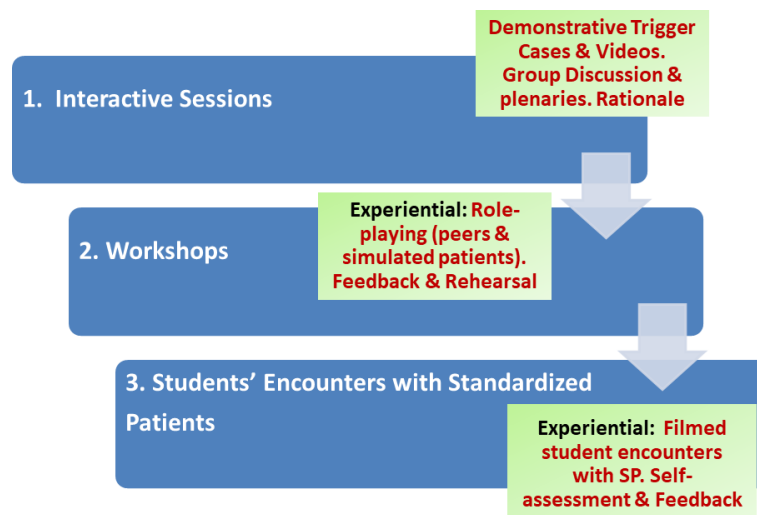 Demonstrative Trigger
Cases & Videos.
Group Discussion &
plenaries. Rationale
1.  Interactive Sessions
Experiential: Role-
playing (peers &
simulated patients).
Feedback & Rehearsal
2. Workshops
3. Students’ Encounters with Standardized
Patients
Experiential:  Filmed
student encounters
with SP. Self-
assessment & Feedback